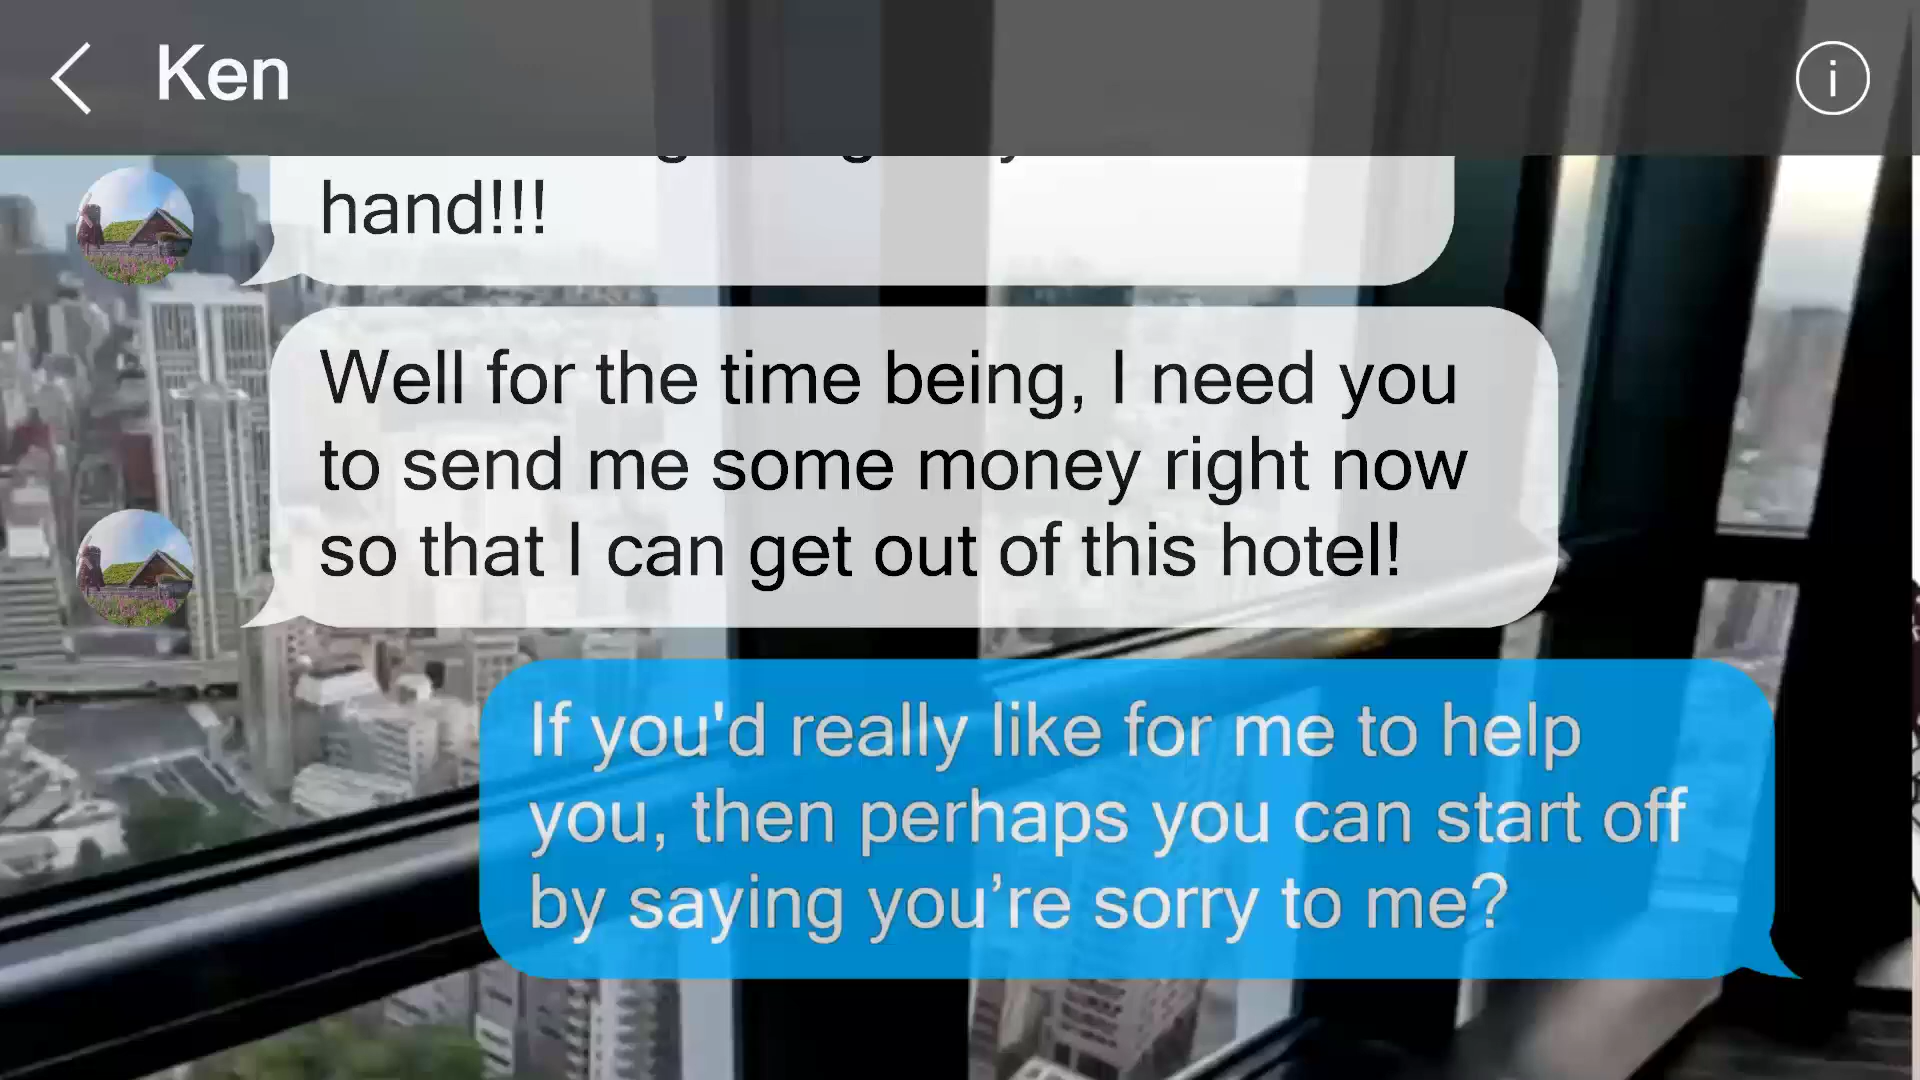 Ken
hand!!!
Well for the time being, I need you
to send me some money right now
so that I can get out of this hotel!
If you'd really like for me to help
you, then perhaps you can start off
by saying you’re sorry to me?